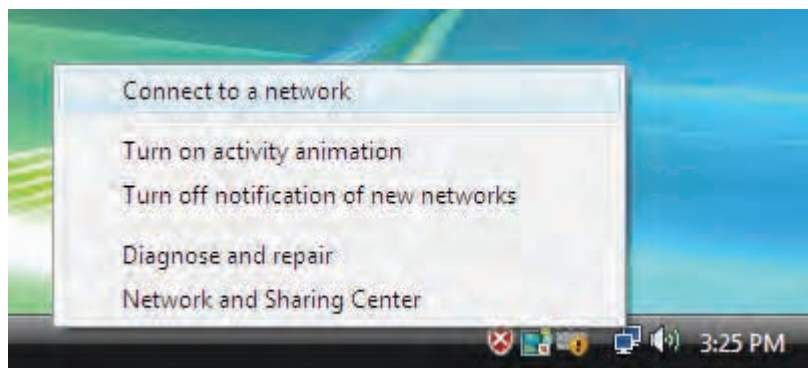 Connect to a network
Turn on activity animation
Turn off notification of new networks
Diagnose and repair
Network and Sharing Center
3:25 PM